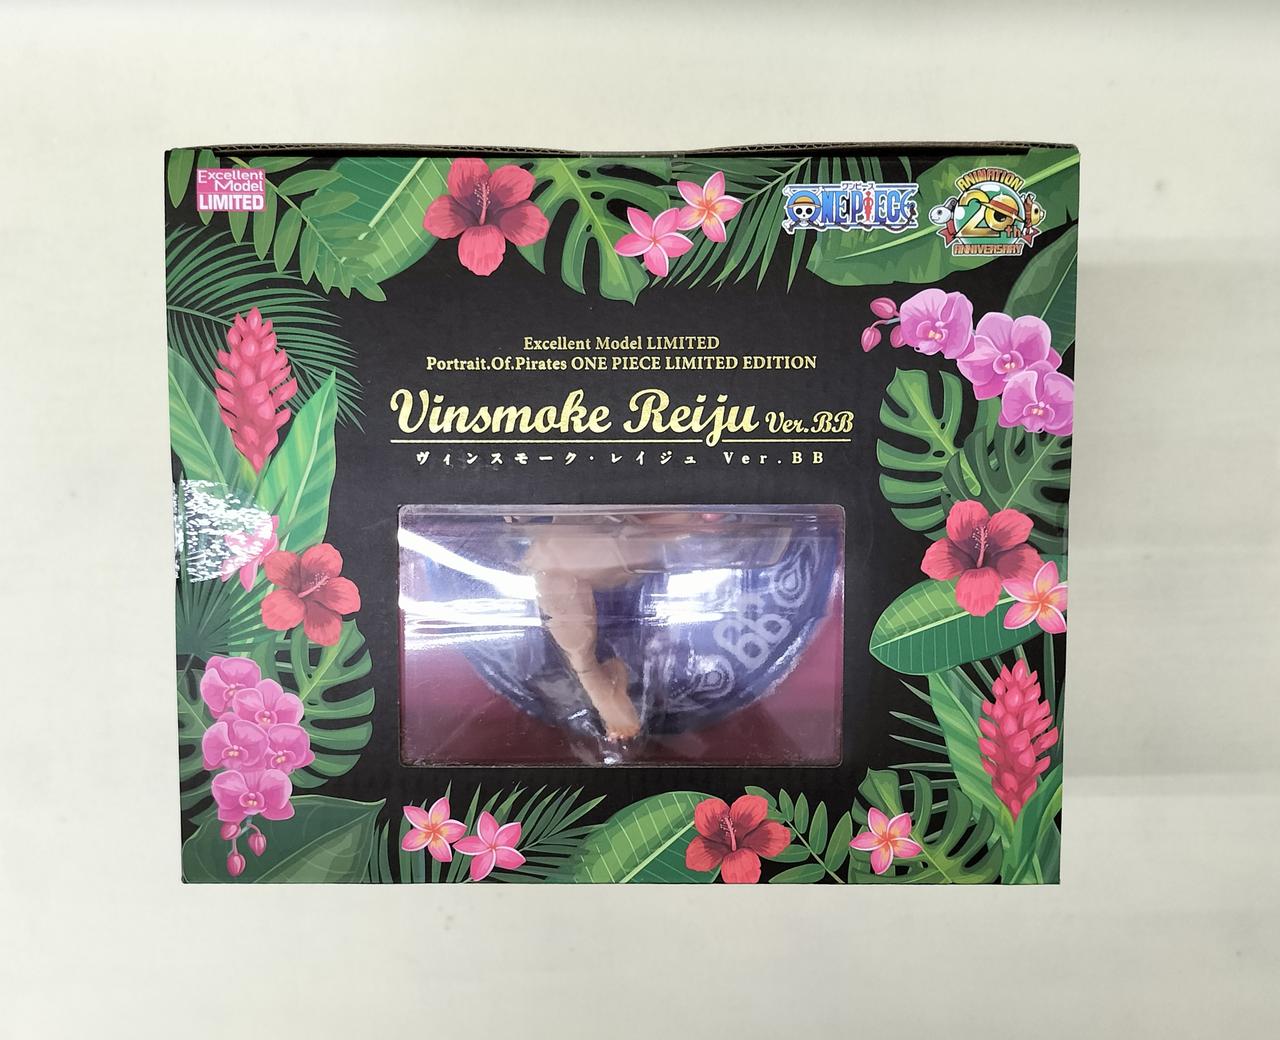 Excellent
Model
LIMITED
ワンピース
ONE PIECE
ANIMATION
20th
ANNIVERSARY
Excellent Model LIMITED
Portrait.Of.Pirates ONE PIECE LIMITED EDITION
Vinsmoke Reiju Ver.BB
ヴィンスモーク・レイジュ Ver.BB
BB